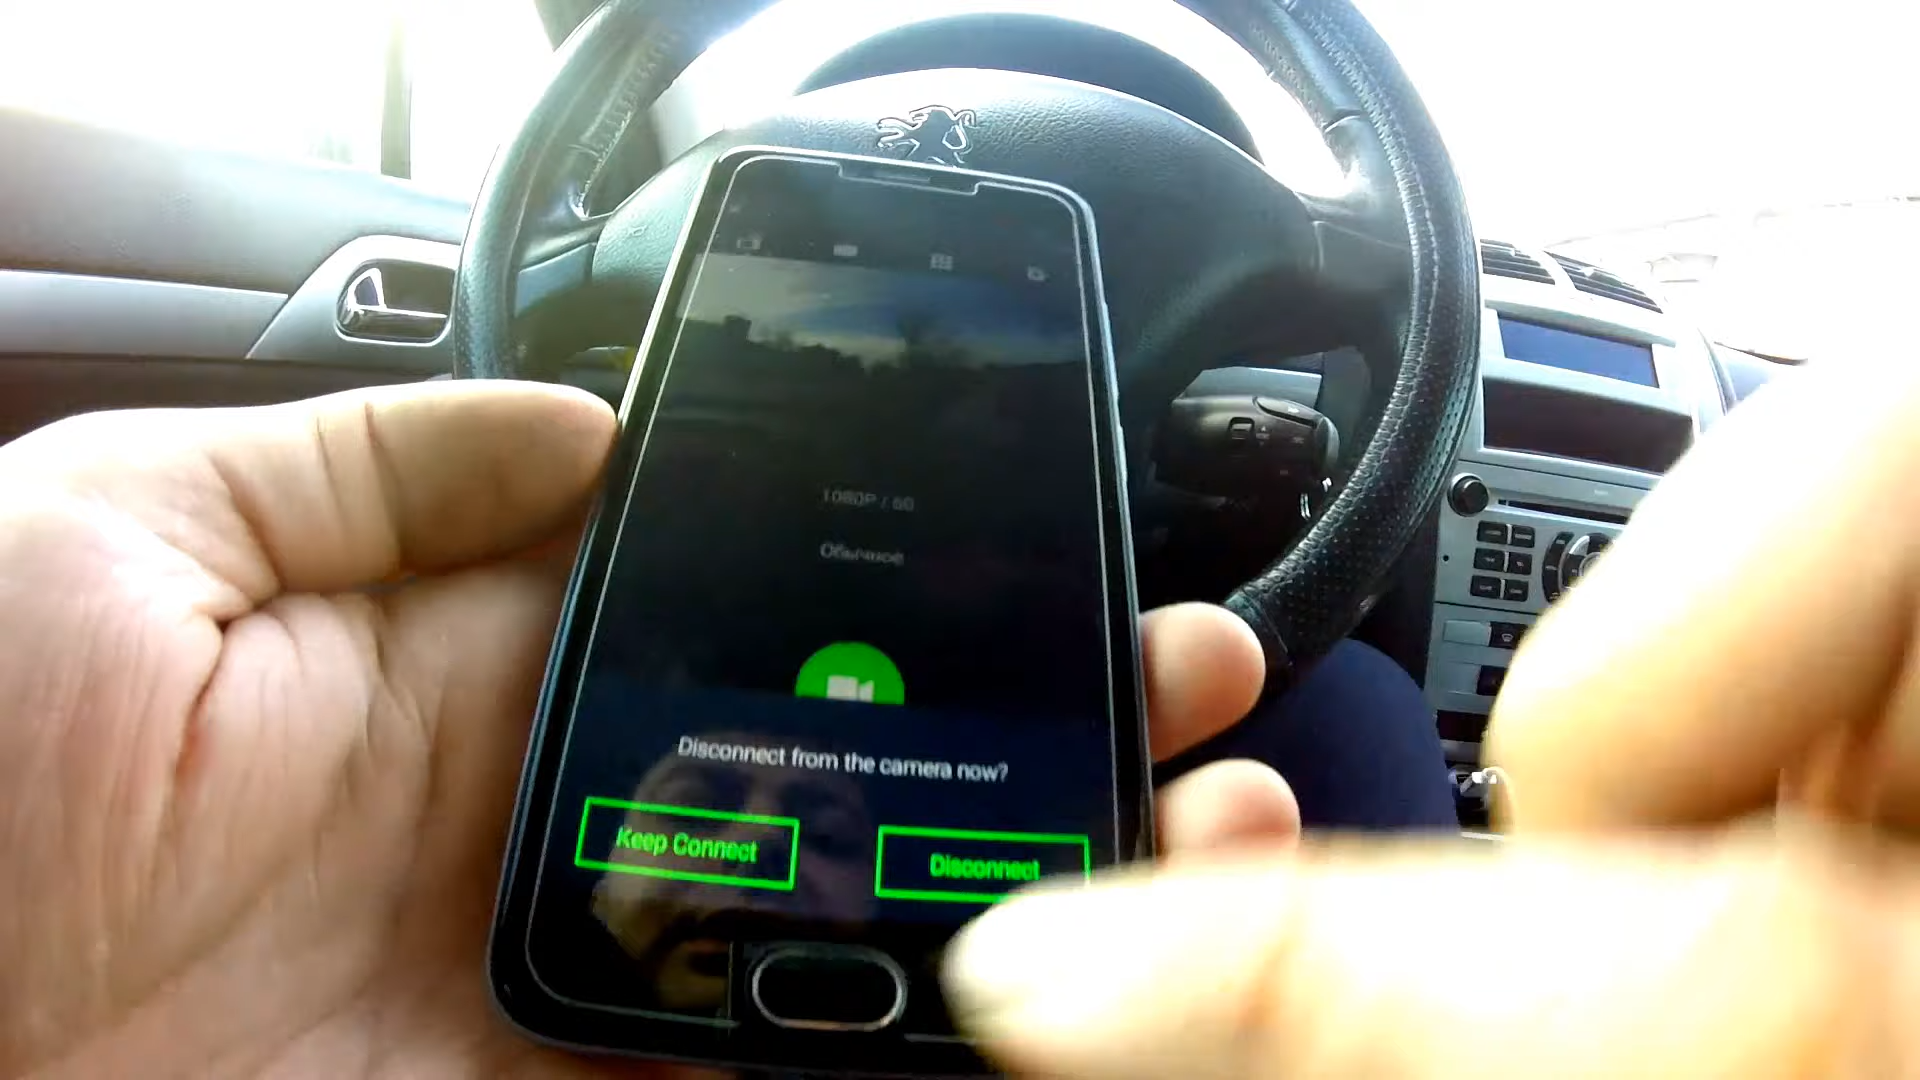 1080P / 60
Обычное
Disconnect from the camera now?
Keep Connect
Disconnect